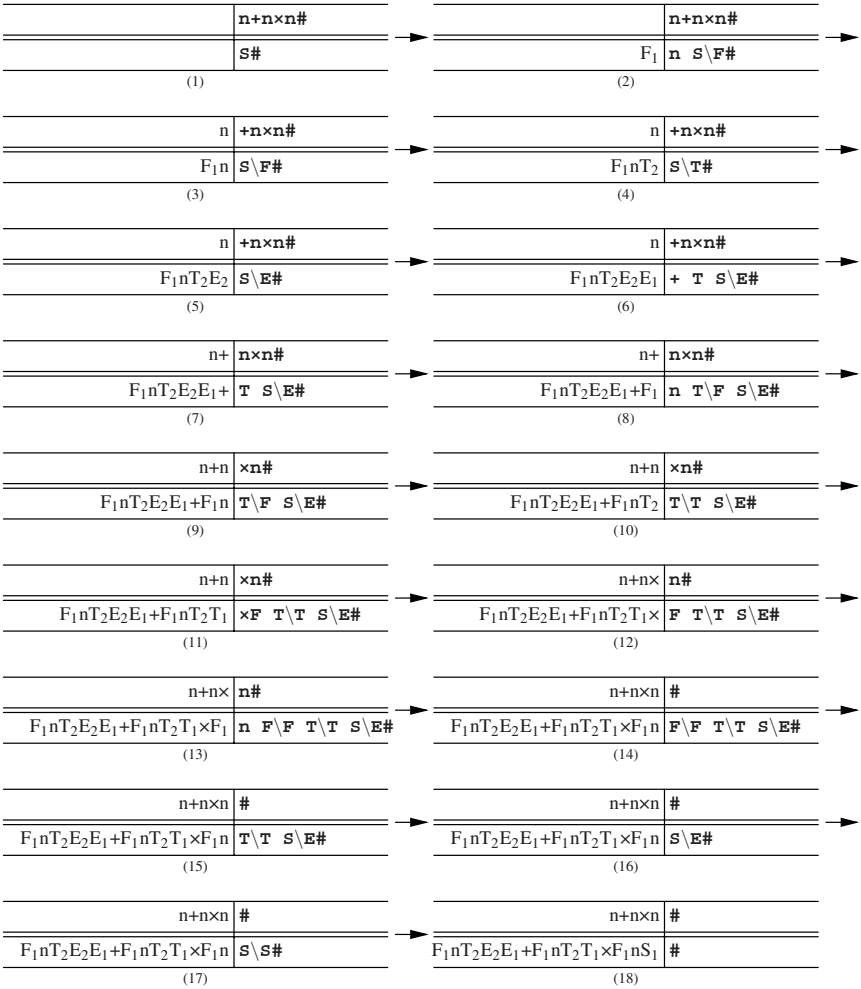 n+n×n# n+n×n#
S# F₁ n S\F#
(1) (2)
n +n×n# n +n×n#
F₁n S\F# F₁nT₂ S\T#
(3) (4)
n +n×n# n +n×n#
F₁nT₂E₂ S\E# F₁nT₂E₂E₁ + T S\E#
(5) (6)
n+ n×n# n+ n×n#
F₁nT₂E₂E₁+ T S\E# F₁nT₂E₂E₁+F₁ n T\F S\E#
(7) (8)
n+n ×n# n+n ×n#
F₁nT₂E₂E₁+F₁n T\F S\E# F₁nT₂E₂E₁+F₁nT₂ T\T S\E#
(9) (10)
n+n ×n# n+n× n#
F₁nT₂E₂E₁+F₁nT₂T₁ ×F T\T S\E# F₁nT₂E₂E₁+F₁nT₂T₁× F T\T S\E#
(11) (12)
n+n× n# n+n×n #
F₁nT₂E₂E₁+F₁nT₂T₁×F₁ n F\F T\T S\E# F₁nT₂E₂E₁+F₁nT₂T₁×F₁n F\F T\T S\E#
(13) (14)
n+n×n # n+n×n #
F₁nT₂E₂E₁+F₁nT₂T₁×F₁n T\T S\E# F₁nT₂E₂E₁+F₁nT₂T₁×F₁n S\E#
(15) (16)
n+n×n # n+n×n #
F₁nT₂E₂E₁+F₁nT₂T₁×F₁n S\S# F₁nT₂E₂E₁+F₁nT₂T₁×F₁nS₁ #
(17) (18)